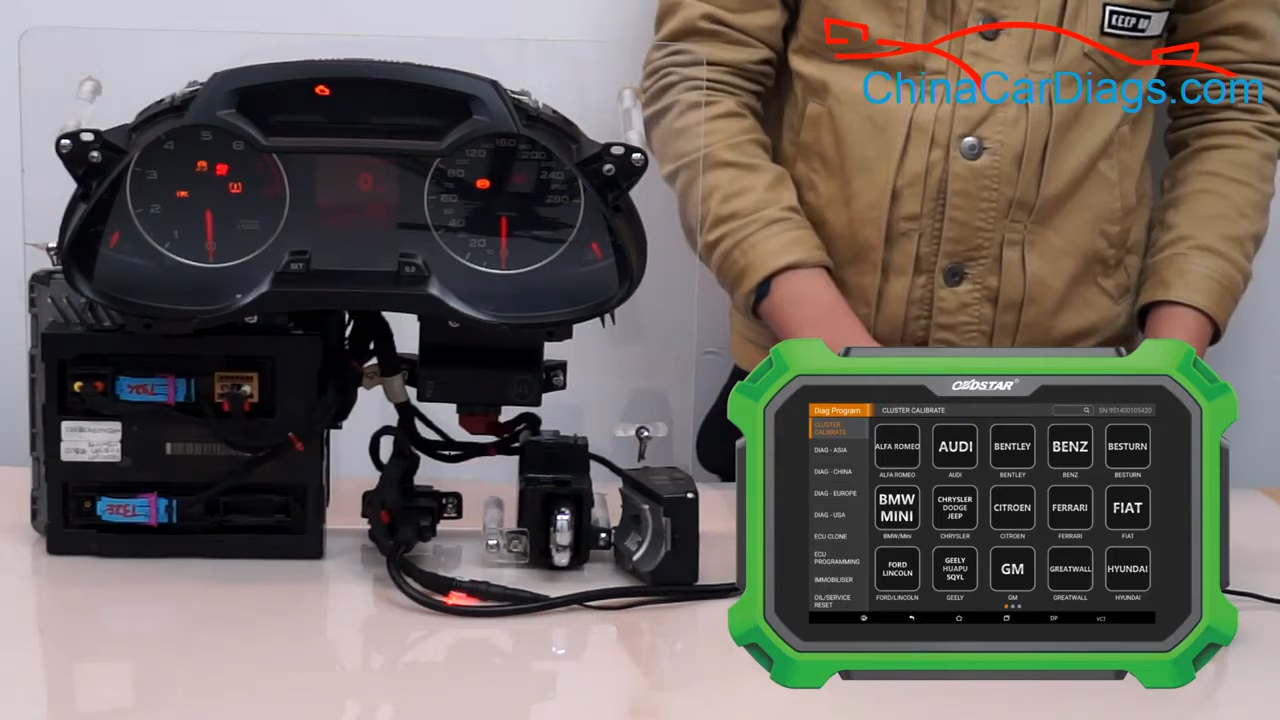 KEEP
ChinaCarDiags.com
1
2
3
4
5
6
20
40
60
80
120
160
200
240
280
SET
0.0
OBDSTAR
Diag Program
CLUSTER CALIBRATE
SN:951400105420
CLUSTER
CALIBRATE
DIAG - ASIA
DIAG - CHINA
DIAG - EUROPE
DIAG - USA
ECU CLONE
ECU
PROGRAMMING
IMMOBILISER
OIL/SERVICE
RESET
ALFA ROMEO
AUDI
BENTLEY
BENZ
BESTURN
ALFA ROMEO
AUDI
BENTLEY
BENZ
BESTURN
BMW
MINI
CHRYSLER
DODGE
JEEP
CITROEN
FERRARI
FIAT
BMW/Mini
CHRYSLER
CITROEN
FERRARI
FIAT
FORD
LINCOLN
GEELY
HUAPU
SQYL
GM
GREATWALL
HYUNDAI
FORD/LINCOLN
GEELY
GM
GREATWALL
HYUNDAI
DP
VCI